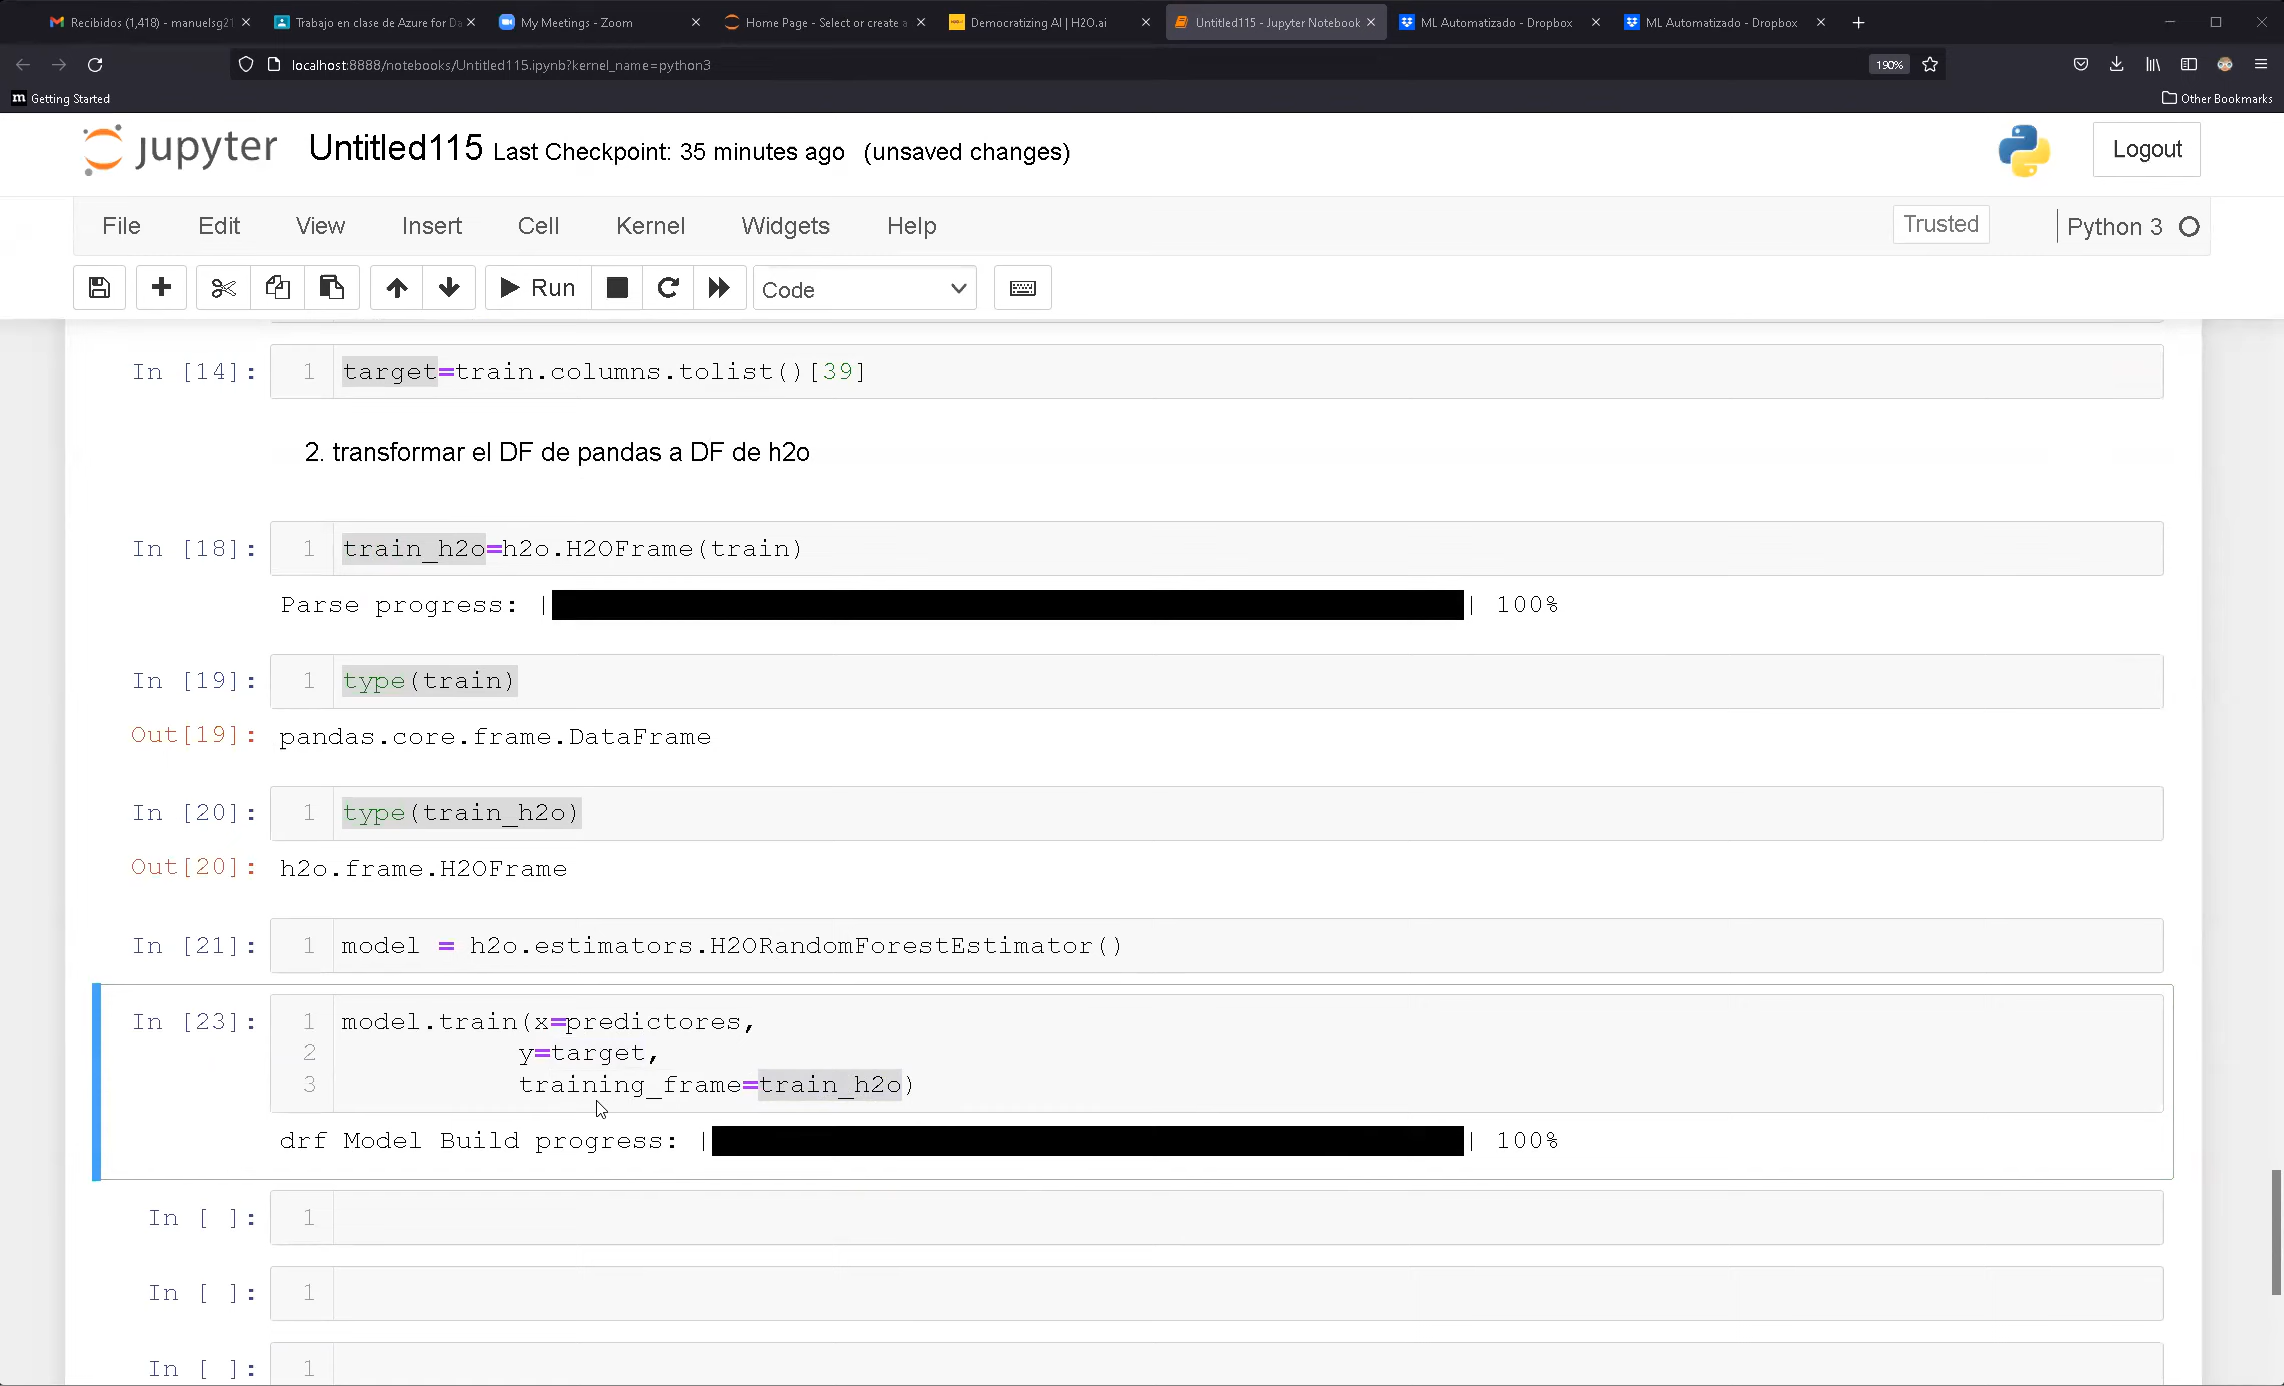 Recibidos (1,418) - manuelsg21
Trabajo en clase de Azure for Da
My Meetings - Zoom
Home Page - Select or create a
Democratizing AI | H2O.ai
Untitled115 - Jupyter Notebook
ML Automatizado - Dropbox
ML Automatizado - Dropbox
localhost:8888/notebooks/Untitled115.ipynb?kernel_name=python3
190%
Getting Started
Other Bookmarks
jupyter Untitled115 Last Checkpoint: 35 minutes ago (unsaved changes)
Logout
File Edit View Insert Cell Kernel Widgets Help
Trusted
Python 3
Run
Code
In [14]: 1 target=train.columns.tolist()[39]
2. transformar el DF de pandas a DF de h2o
In [18]: 1 train_h2o=h2o.H2OFrame(train)
Parse progress: | | 100%
In [19]: 1 type(train)
Out[19]: pandas.core.frame.DataFrame
In [20]: 1 type(train_h2o)
Out[20]: h2o.frame.H2OFrame
In [21]: 1 model = h2o.estimators.H2ORandomForestEstimator()
In [23]: 1 model.train(x=predictores,
2 y=target,
3 training_frame=train_h2o)
drf Model Build progress: | | 100%
In [ ]: 1
In [ ]: 1
In [ ]: 1